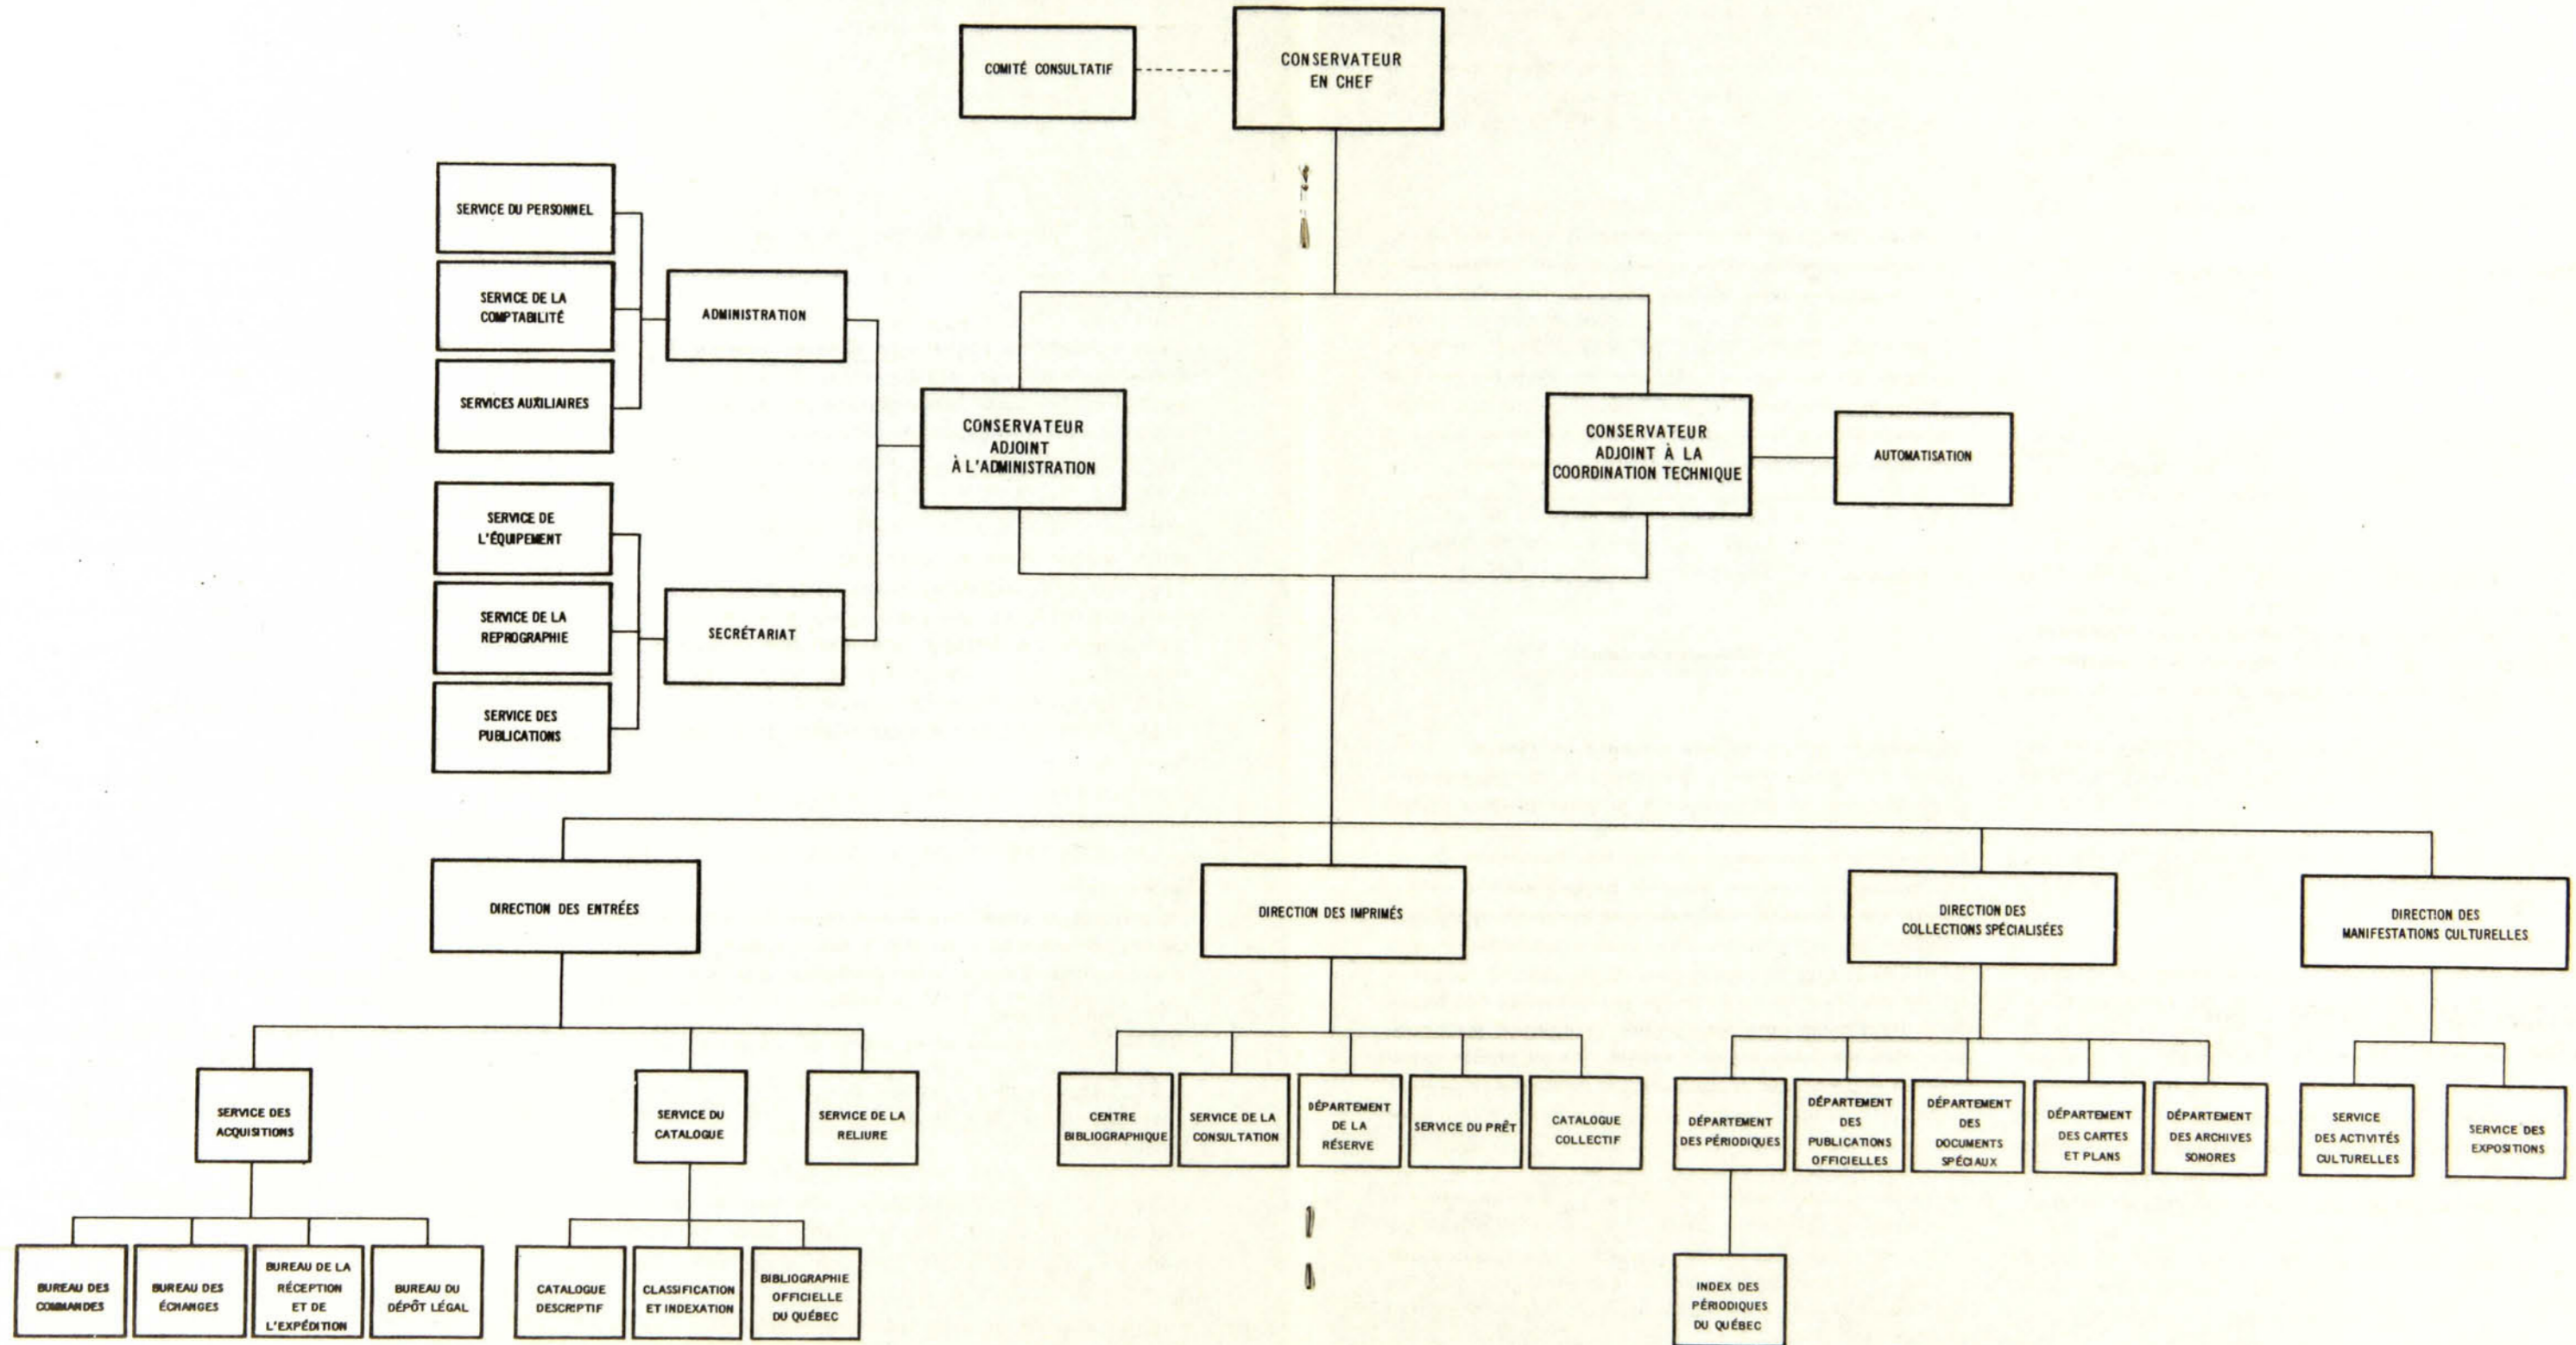 COMITÉ CONSULTATIF
CONSERVATEUR
EN CHEF
SERVICE DU PERSONNEL
SERVICE DE LA
COMPTABILITÉ
SERVICES AUXILIAIRES
ADMINISTRATION
CONSERVATEUR
ADJOINT
À L'ADMINISTRATION
CONSERVATEUR
ADJOINT À LA
COORDINATION TECHNIQUE
AUTOMATISATION
SERVICE DE
L'ÉQUIPEMENT
SERVICE DE LA
REPROGRAPHIE
SERVICE DES
PUBLICATIONS
SECRÉTARIAT
DIRECTION DES ENTRÉES
DIRECTION DES IMPRIMÉS
DIRECTION DES
COLLECTIONS SPÉCIALISÉES
DIRECTION DES
MANIFESTATIONS CULTURELLES
SERVICE DES
ACQUISITIONS
SERVICE DU
CATALOGUE
SERVICE DE LA
RELIURE
CENTRE
BIBLIOGRAPHIQUE
SERVICE DE LA
CONSULTATION
DÉPARTEMENT
DE LA
RÉSERVE
SERVICE DU PRÊT
CATALOGUE
COLLECTIF
DÉPARTEMENT
DES PÉRIODIQUES
DÉPARTEMENT
DES
PUBLICATIONS
OFFICIELLES
DÉPARTEMENT
DES
DOCUMENTS
SPÉCIAUX
DÉPARTEMENT
DES CARTES
ET PLANS
DÉPARTEMENT
DES ARCHIVES
SONORES
SERVICE
DES ACTIVITÉS
CULTURELLES
SERVICE DES
EXPOSITIONS
BUREAU DES
COMMANDES
BUREAU DES
ÉCHANGES
BUREAU DE LA
RÉCEPTION
ET DE
L'EXPÉDITION
BUREAU DU
DÉPÔT LÉGAL
CATALOGUE
DESCRIPTIF
CLASSIFICATION
ET INDEXATION
BIBLIOGRAPHIE
OFFICIELLE
DU QUÉBEC
INDEX DES
PÉRIODIQUES
DU QUÉBEC